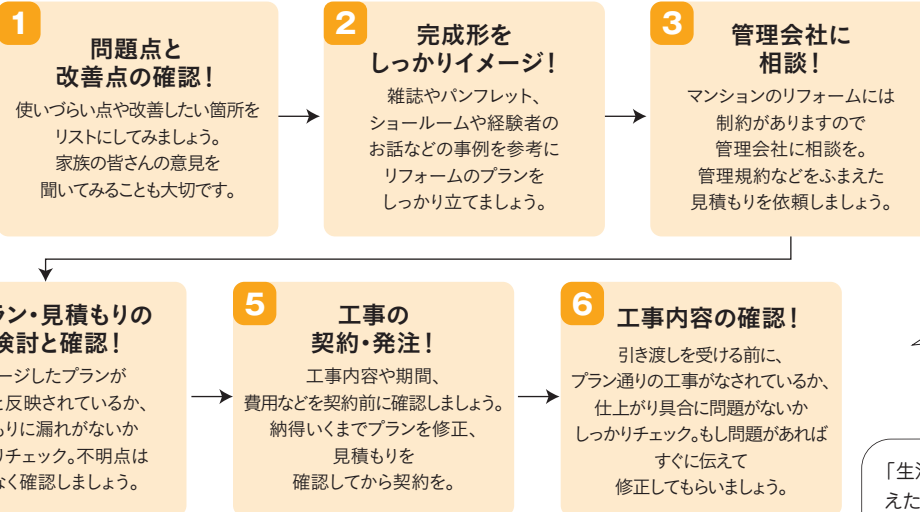 1
問題点と
改善点の確認!
使いづらい点や改善したい箇所を
リストにしてみましょう。
家族の皆さんの意見を
聞いてみることも大切です。
2
完成形を
しっかりイメージ!
雑誌やパンフレット、
ショールームや経験者の
お話などの事例を参考に
リフォームのプランを
しっかり立てましょう。
3
管理会社に
相談!
マンションのリフォームには
制約がありますので
管理会社に相談を。
管理規約などをふまえた
見積もりを依頼しましょう。
ラン・見積もりの
検討と確認!
ージしたプランが
と反映されているか、
もりに漏れがないか
りチェック。不明点は
なく確認しましょう。
5
工事の
契約・発注!
工事内容や期間、
費用などを契約前に確認しましょう。
納得いくまでプランを修正、
見積もりを
確認してから契約を。
6
工事内容の確認!
引き渡しを受ける前に、
プラン通りの工事がなされているか、
仕上がり具合に問題がないか
しっかりチェック。もし問題があれば
すぐに伝えて
修正してもらいましょう。
「生活
えた